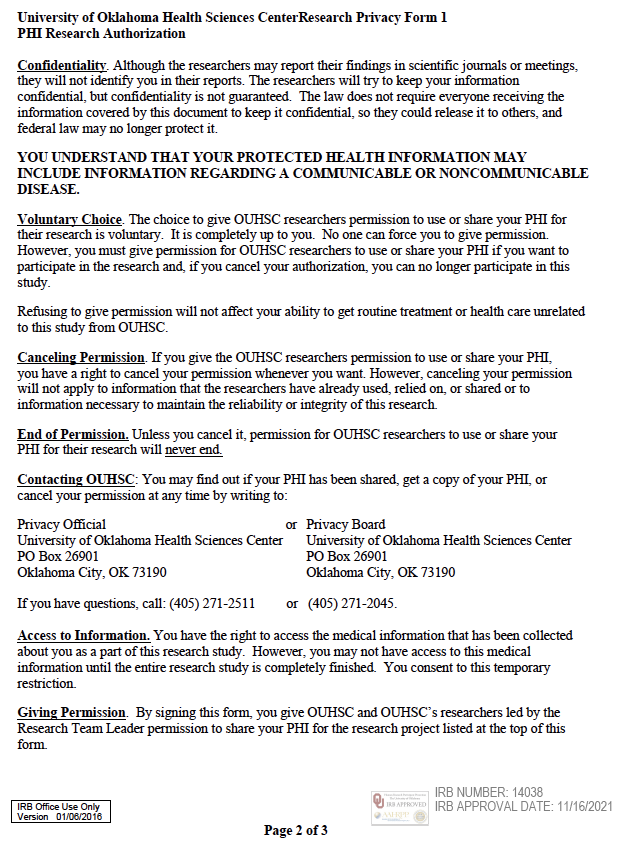 University of Oklahoma Health Sciences CenterResearch Privacy Form 1
PHI Research Authorization
Confidentiality. Although the researchers may report their findings in scientific journals or meetings,
they will not identify you in their reports. The researchers will try to keep your information
confidential, but confidentiality is not guaranteed. The law does not require everyone receiving the
information covered by this document to keep it confidential, so they could release it to others, and
federal law may no longer protect it.
YOU UNDERSTAND THAT YOUR PROTECTED HEALTH INFORMATION MAY
INCLUDE INFORMATION REGARDING A COMMUNICABLE OR NONCOMMUNICABLE
DISEASE.
Voluntary Choice. The choice to give OUHSC researchers permission to use or share your PHI for
their research is voluntary. It is completely up to you. No one can force you to give permission.
However, you must give permission for OUHSC researchers to use or share your PHI if you want to
participate in the research and, if you cancel your authorization, you can no longer participate in this
study.
Refusing to give permission will not affect your ability to get routine treatment or health care unrelated
to this study from OUHSC.
Canceling Permission. If you give the OUHSC researchers permission to use or share your PHI,
you have a right to cancel your permission whenever you want. However, canceling your permission
will not apply to information that the researchers have already used, relied on, or shared or to
information necessary to maintain the reliability or integrity of this research.
End of Permission. Unless you cancel it, permission for OUHSC researchers to use or share your
PHI for their research will never end.
Contacting OUHSC: You may find out if your PHI has been shared, get a copy of your PHI, or
cancel your permission at any time by writing to:
Privacy Official or Privacy Board
University of Oklahoma Health Sciences Center University of Oklahoma Health Sciences Center
PO Box 26901 PO Box 26901
Oklahoma City, OK 73190 Oklahoma City, OK 73190
If you have questions, call: (405) 271-2511 or (405) 271-2045.
Access to Information. You have the right to access the medical information that has been collected
about you as a part of this research study. However, you may not have access to this medical
information until the entire research study is completely finished. You consent to this temporary
restriction.
Giving Permission. By signing this form, you give OUHSC and OUHSC's researchers led by the
Research Team Leader permission to share your PHI for the research project listed at the top of this
form.
IRB Office Use Only
Version 01/06/2016
IRB APPROVED
IRB NUMBER: 14038
IRB APPROVAL DATE: 11/16/2021
Page 2 of 3